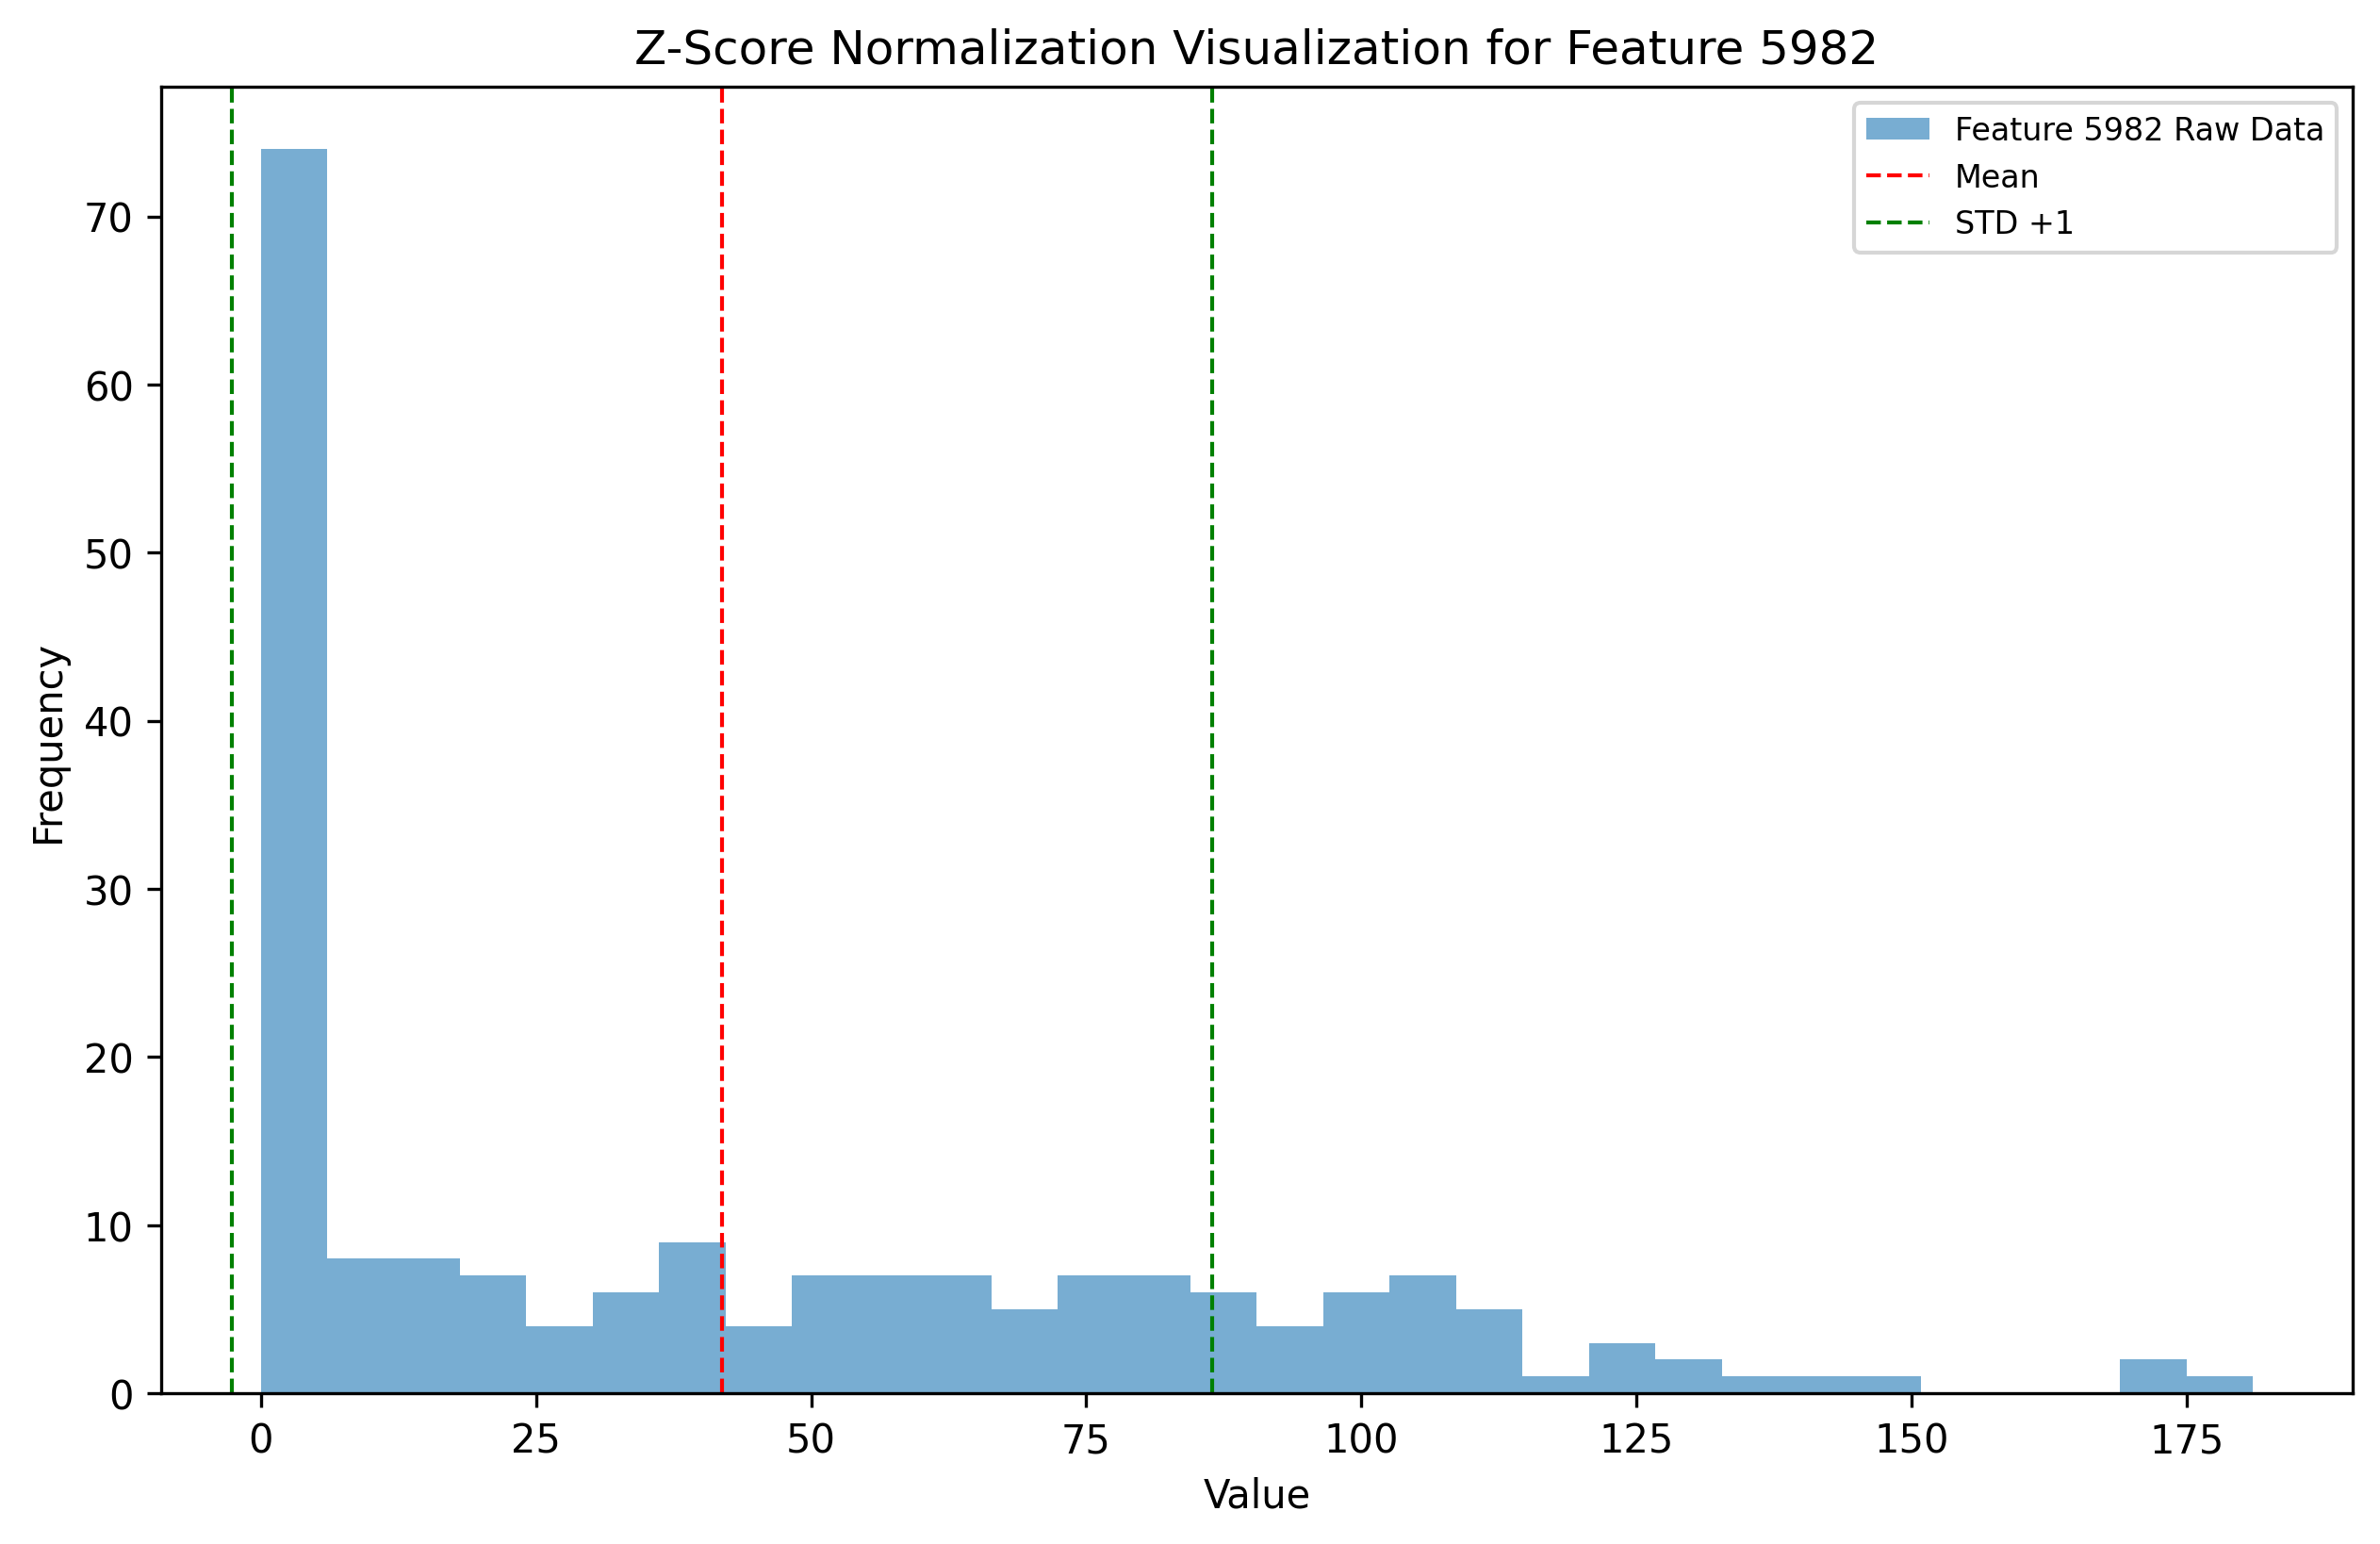 Z-Score Normalization Visualization for Feature 5982
Feature 5982 Raw Data
Mean
STD +1
Frequency
70
60
50
40
30
20
10
0
0 25 50 75 100 125 150 175
Value